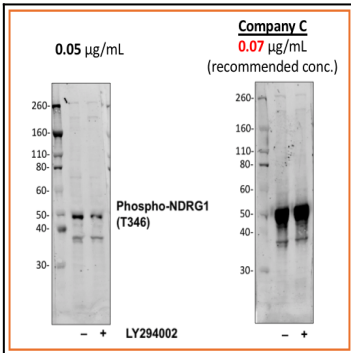 Company C
0.05 µg/mL
0.07 µg/mL
(recommended conc.)
260-
160-
110-
80-
60-
50-
40-
30-
Phospho-NDRG1
(T346)
260-
160-
110-
80-
60-
50-
40-
30-
– + LY294002
– +